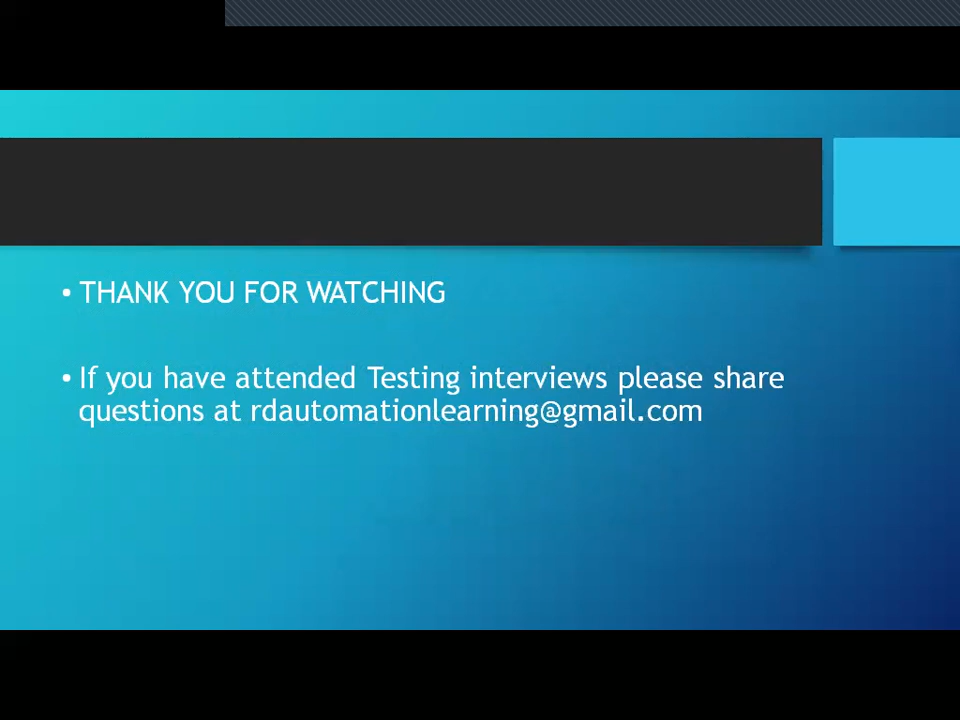 • THANK YOU FOR WATCHING
• If you have attended Testing interviews please share
questions at rdautomationlearning@gmail.com